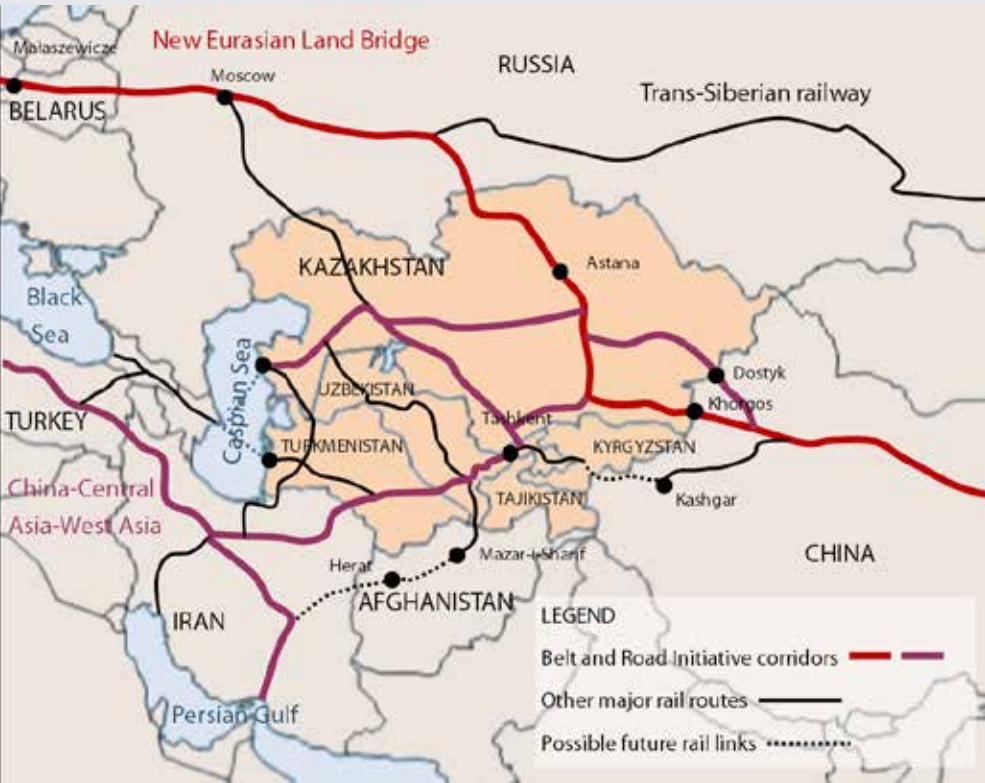 Małaszewicze
New Eurasian Land Bridge
RUSSIA
Moscow
Trans-Siberian railway
BELARUS
KAZAKHSTAN
Astana
Black
Sea
Caspian Sea
Dostyk
UZBEKISTAN
Khorgos
Tashkent
TURKEY
TURKMENISTAN
KYRGYZSTAN
China-Central
Asia-West Asia
TAJIKISTAN
Kashgar
Mazar-i-Sharif
CHINA
Herat
AFGHANISTAN
IRAN
Persian Gulf
LEGEND
Belt and Road Initiative corridors
Other major rail routes
Possible future rail links